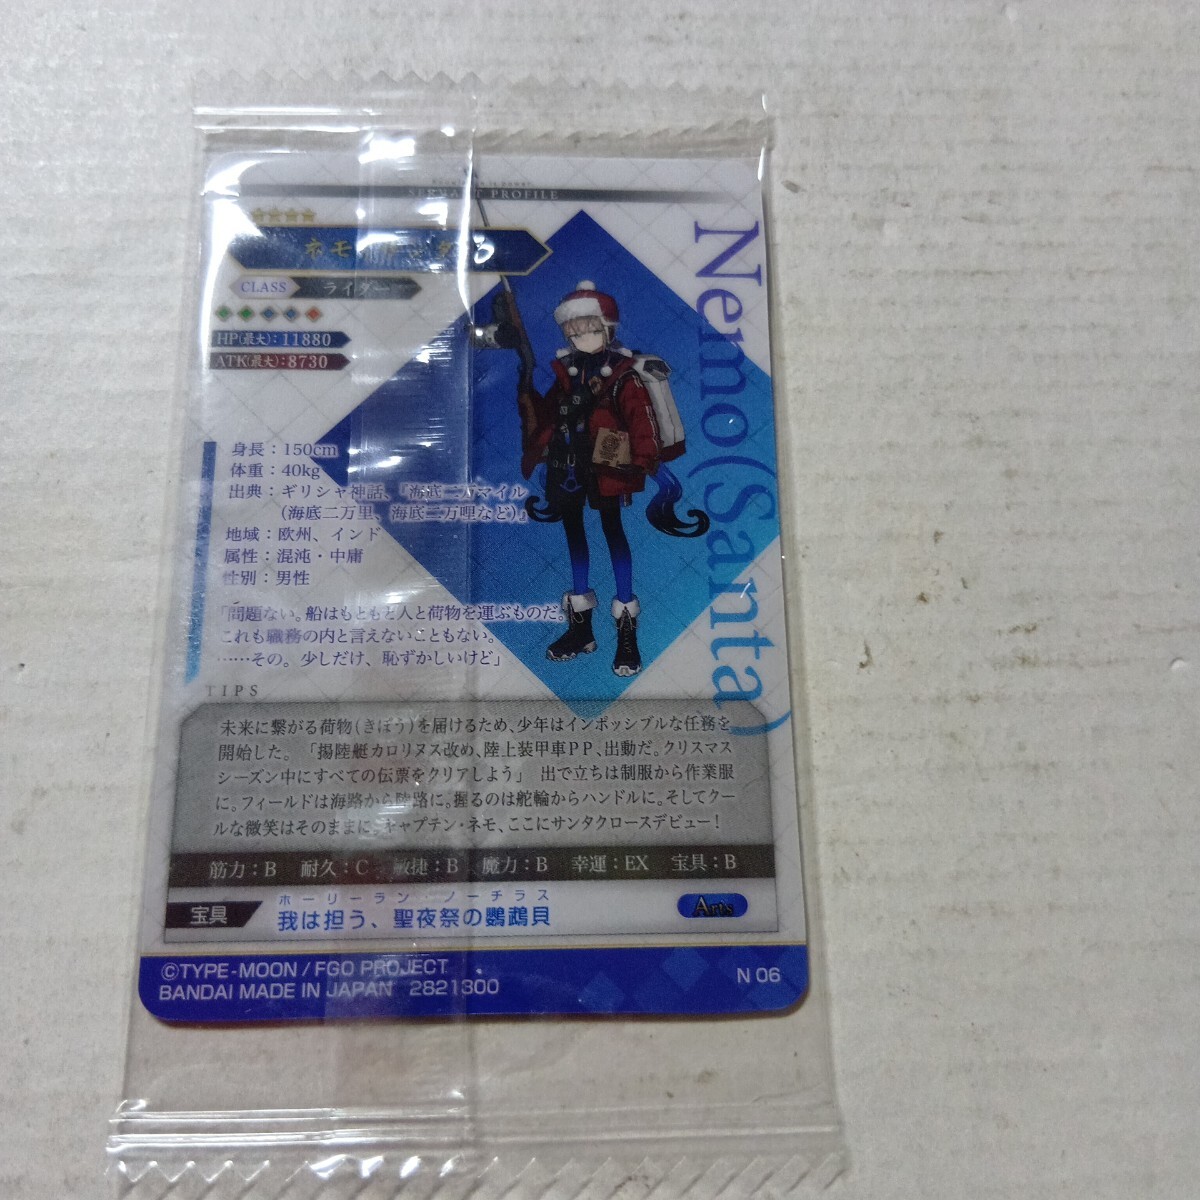 SERVANT PROFILE
CLASS ライダー
HP(最大):11880
ATK(最大):8730
Nemo(Santa)
身長：150cm
体重：40kg
出典：ギリシャ神話、『海底二万マイル
(海底二万里、海底二万哩など)』
地域：欧州、インド
属性：混沌・中庸
性別：男性
「問題ない。船はもともと人と荷物を運ぶものだ。
これも職務の内と言えないこともない。
……その。少しだけ、恥ずかしいけど」
TIPS
未来に繋がる荷物(きぼう)を届けるため、少年はインポッシブルな任務を
開始した。「揚陸艇カロリヌス改め、陸上装甲車PP、出動だ。クリスマス
シーズン中にすべての伝票をクリアしよう」 出で立ちは制服から作業服
に。フィールドは海路から陸路に。握るのは舵輪からハンドルに。そしてクー
ルな微笑はそのままに。キャプテン・ネモ、ここにサンタクロースデビュー！
筋力：B 耐久：C 敏捷：B 魔力：B 幸運：EX 宝具：B
ホーリーラン・ノーチラス
宝具 我は担う、聖夜祭の鸚鵡貝 Arts
©TYPE-MOON / FGO PROJECT
BANDAI MADE IN JAPAN 2821300
N 06